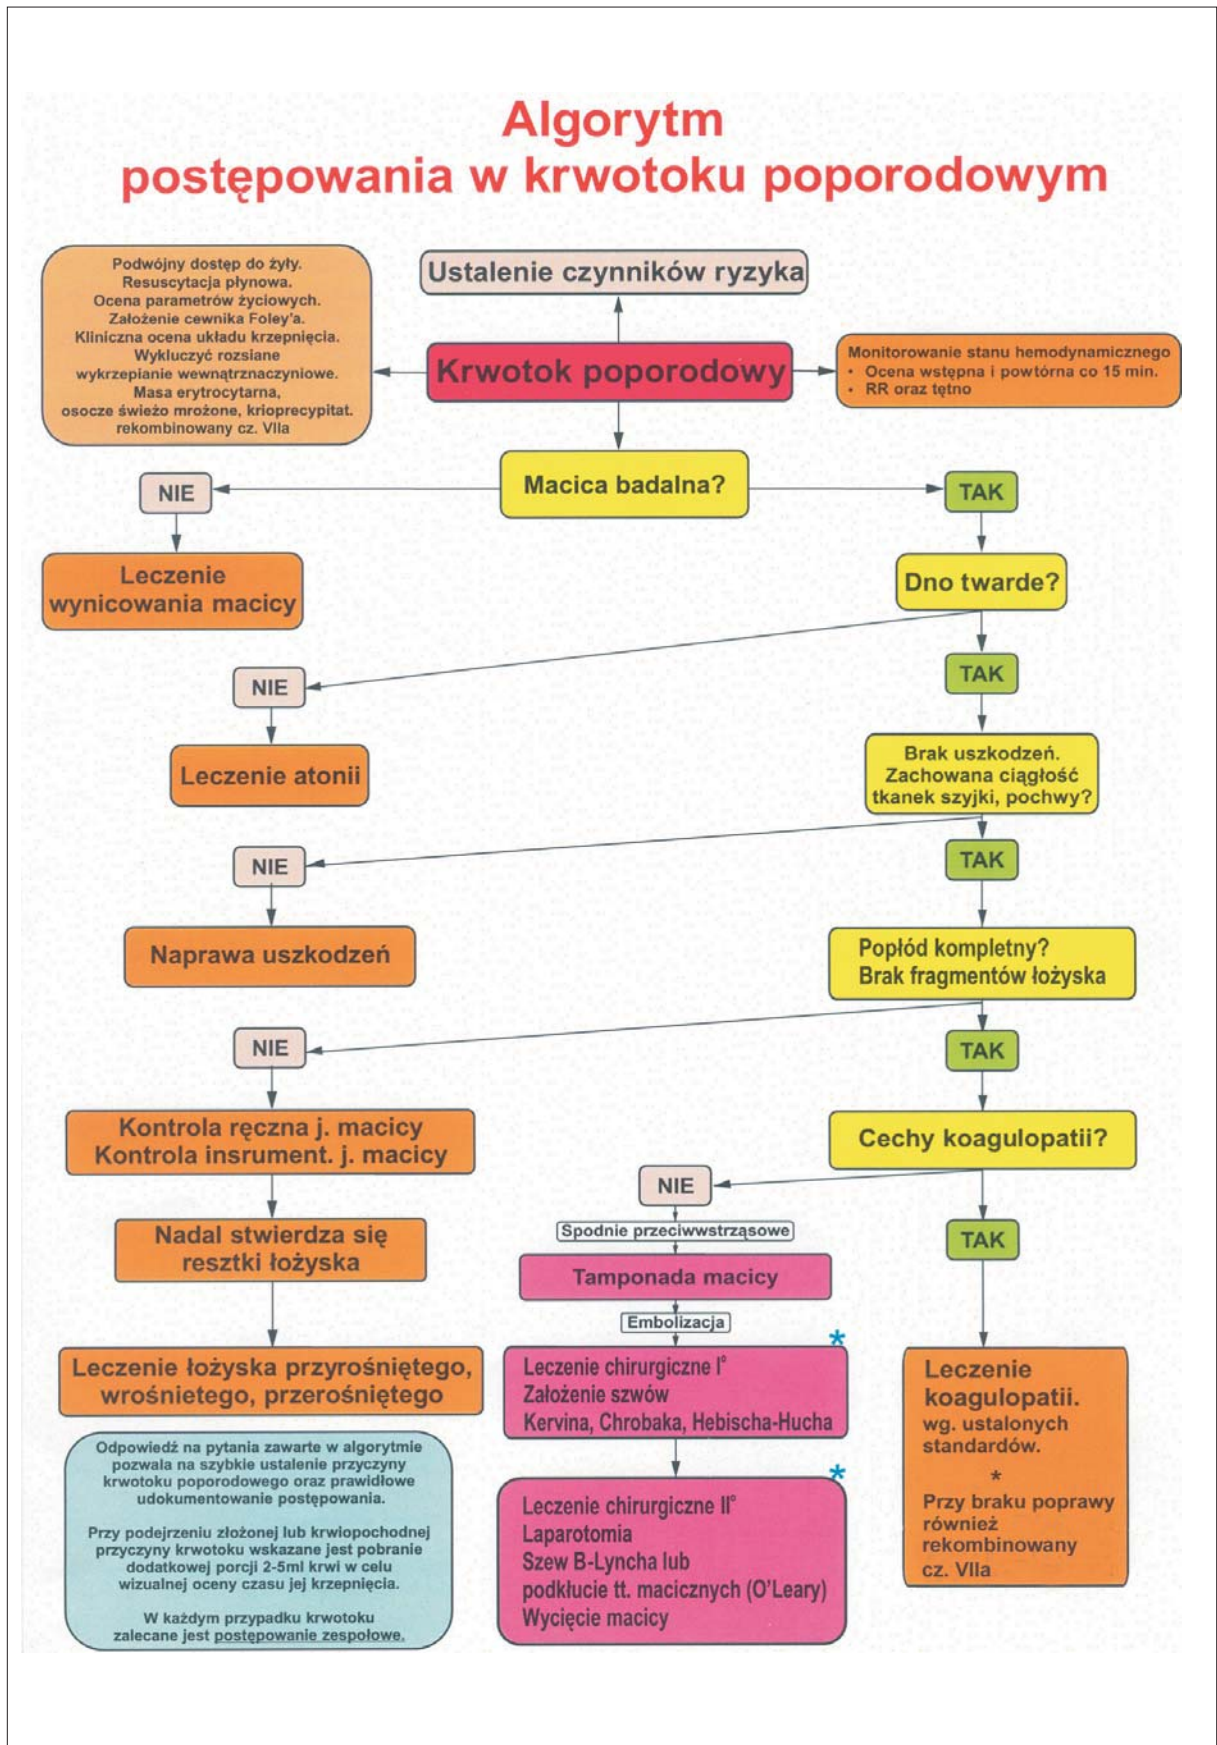 Algorytm
postępowania w krwotoku poporodowym
Podwójny dostęp do żyły.
Resuscytacja płynowa.
Ocena parametrów życiowych.
Założenie cewnika Foley'a.
Kliniczna ocena układu krzepnięcia.
Wykluczyć rozsiane
wykrzepianie wewnątrznaczyniowe.
Masa erytrocytarna,
osocze świeżo mrożone, krioprecypitat.
rekombinowany cz. VIIa
Ustalenie czynników ryzyka
Krwotok poporodowy
Monitorowanie stanu hemodynamicznego
• Ocena wstępna i powtórna co 15 min.
• RR oraz tętno
NIE
Macica badalna?
TAK
Leczenie
wynicowania macicy
Dno twarde?
NIE
TAK
Leczenie atonii
Brak uszkodzeń.
Zachowana ciągłość
tkanek szyjki, pochwy?
NIE
TAK
Naprawa uszkodzeń
Popłód kompletny?
Brak fragmentów łożyska
NIE
TAK
Kontrola ręczna j. macicy
Kontrola insrument. j. macicy
Cechy koagulopatii?
NIE
TAK
Nadal stwierdza się
resztki łożyska
Spodnie przeciwwstrząsowe
Tamponada macicy
Embolizacja
Leczenie łożyska przyrośniętego,
wrośnietego, przerośniętego
*
Leczenie chirurgiczne I°
Założenie szwów
Kervina, Chrobaka, Hebischa-Hucha
*
Leczenie chirurgiczne II°
Laparotomia
Szew B-Lyncha lub
podkłucie tt. macicznych (O'Leary)
Wycięcie macicy
Leczenie
koagulopatii.
wg. ustalonych
standardów.
*
Przy braku poprawy
również
rekombinowany
cz. VIIa
Odpowiedź na pytania zawarte w algorytmie
pozwala na szybkie ustalenie przyczyny
krwotoku poporodowego oraz prawidłowe
udokumentowanie postępowania.
Przy podejrzeniu złożonej lub krwiopochodnej
przyczyny krwotoku wskazane jest pobranie
dodatkowej porcji 2-5ml krwi w celu
wizualnej oceny czasu jej krzepnięcia.
W każdym przypadku krwotoku
zalecane jest postępowanie zespołowe.